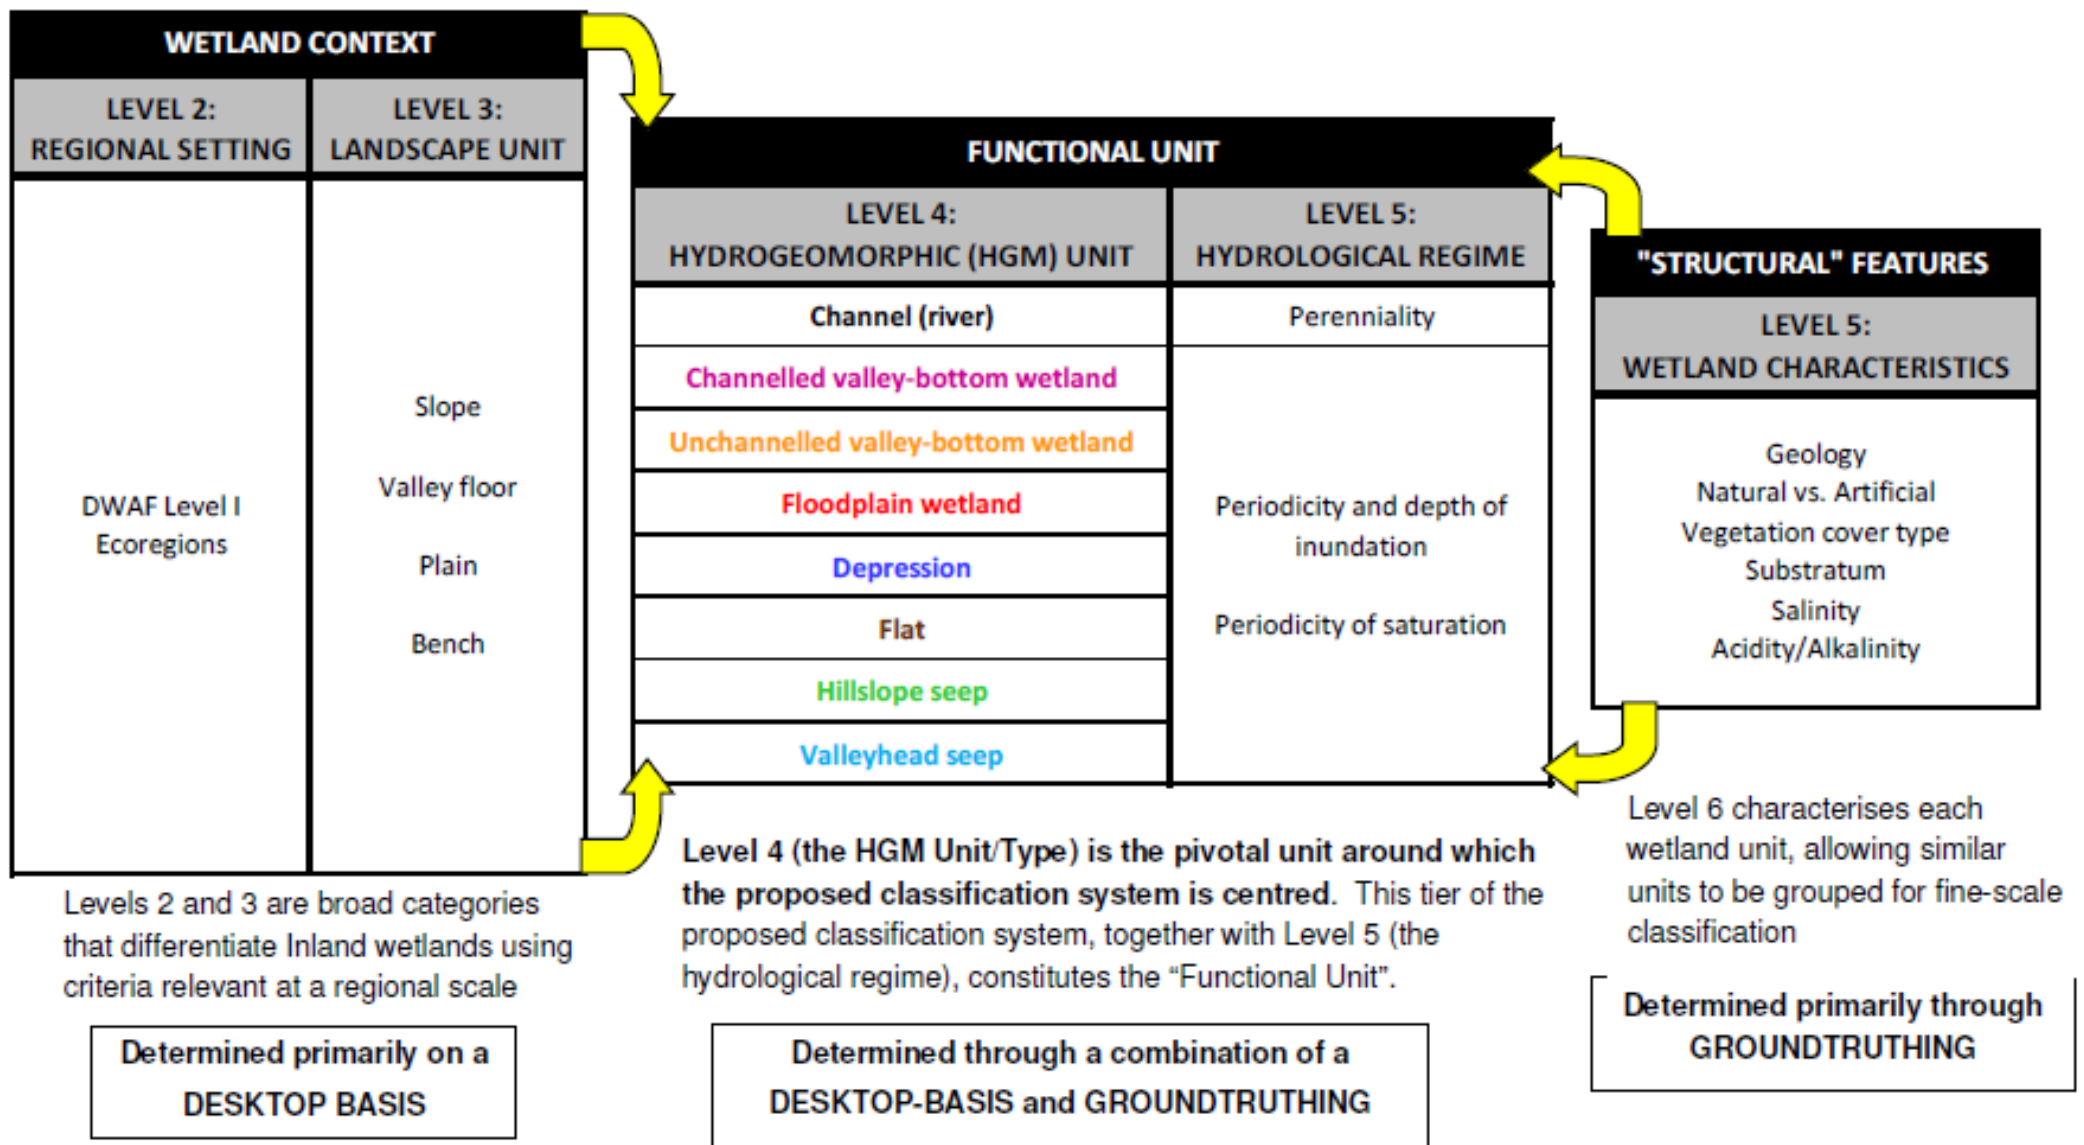 WETLAND CONTEXT
LEVEL 2:
REGIONAL SETTING
LEVEL 3:
LANDSCAPE UNIT
DWAF Level I
Ecoregions
Slope
Valley floor
Plain
Bench
Levels 2 and 3 are broad categories
that differentiate Inland wetlands using
criteria relevant at a regional scale
Determined primarily on a
DESKTOP BASIS
FUNCTIONAL UNIT
LEVEL 4:
HYDROGEOMORPHIC (HGM) UNIT
LEVEL 5:
HYDROLOGICAL REGIME
Channel (river)
Perenniality
Channelled valley-bottom wetland
Unchannelled valley-bottom wetland
Floodplain wetland
Depression
Flat
Hillslope seep
Valleyhead seep
Periodicity and depth of
inundation
Periodicity of saturation
Level 4 (the HGM Unit/Type) is the pivotal unit around which
the proposed classification system is centred. This tier of the
proposed classification system, together with Level 5 (the
hydrological regime), constitutes the “Functional Unit”.
Determined through a combination of a
DESKTOP-BASIS and GROUNDTRUTHING
"STRUCTURAL" FEATURES
LEVEL 5:
WETLAND CHARACTERISTICS
Geology
Natural vs. Artificial
Vegetation cover type
Substratum
Salinity
Acidity/Alkalinity
Level 6 characterises each
wetland unit, allowing similar
units to be grouped for fine-scale
classification
Determined primarily through
GROUNDTRUTHING